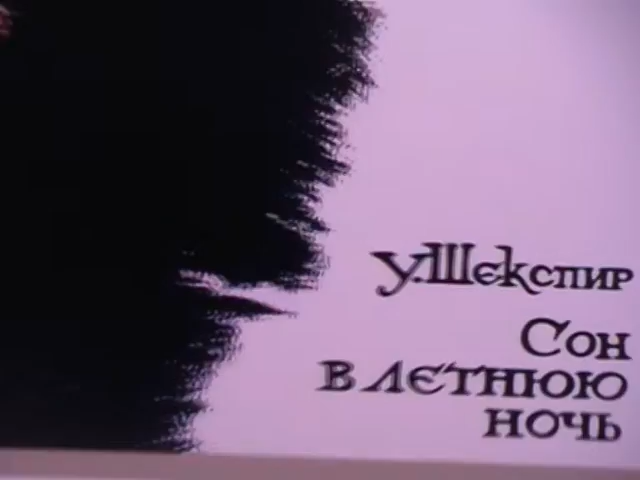 У.Шекспир
Сон
в летнюю
ночь